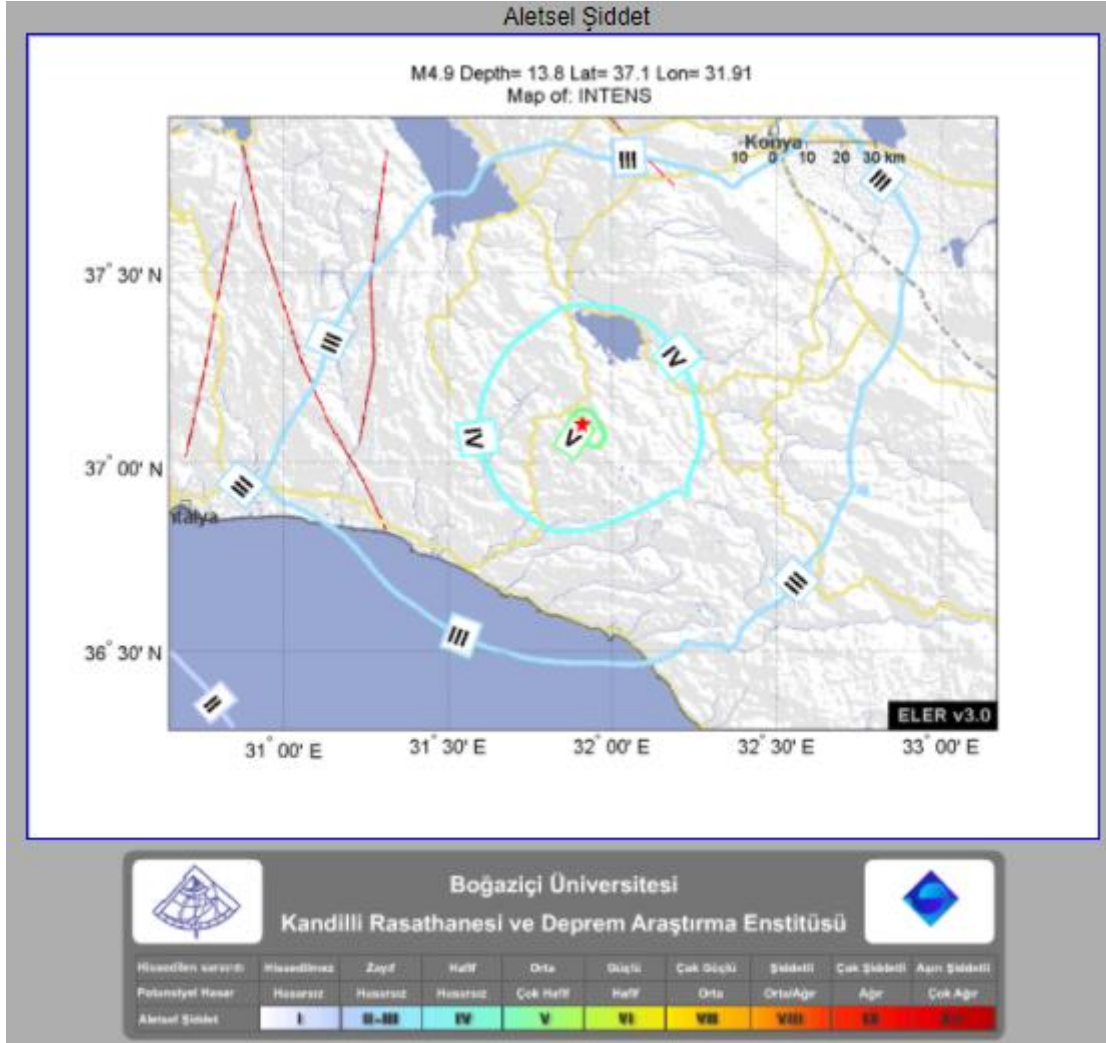 Aletsel Şiddet
M4.9 Depth= 13.8 Lat= 37.1 Lon= 31.91
Map of: INTENS
Konya
10 0 10 20 30 km
III
III
37° 30' N
III
IV
V
IV
37° 00' N
III
ntalya
III
III
36° 30' N
II
ELER v3.0
31° 00' E 31° 30' E 32° 00' E 32° 30' E 33° 00' E
Boğaziçi Üniversitesi
Kandilli Rasathanesi ve Deprem Araştırma Enstitüsü
Hissedilen sarsıntı Hissedilmez Zayıf Hafif Orta Güçlü Çok Güçlü Şiddetli Çok Şiddetli Aşırı Şiddetli
Potansiyel Hasar Hasarsız Hasarsız Hasarsız Çok Hafif Hafif Orta Orta/Ağır Ağır Çok Ağır
Aletsel Şiddet I II-III IV V VI VII VIII